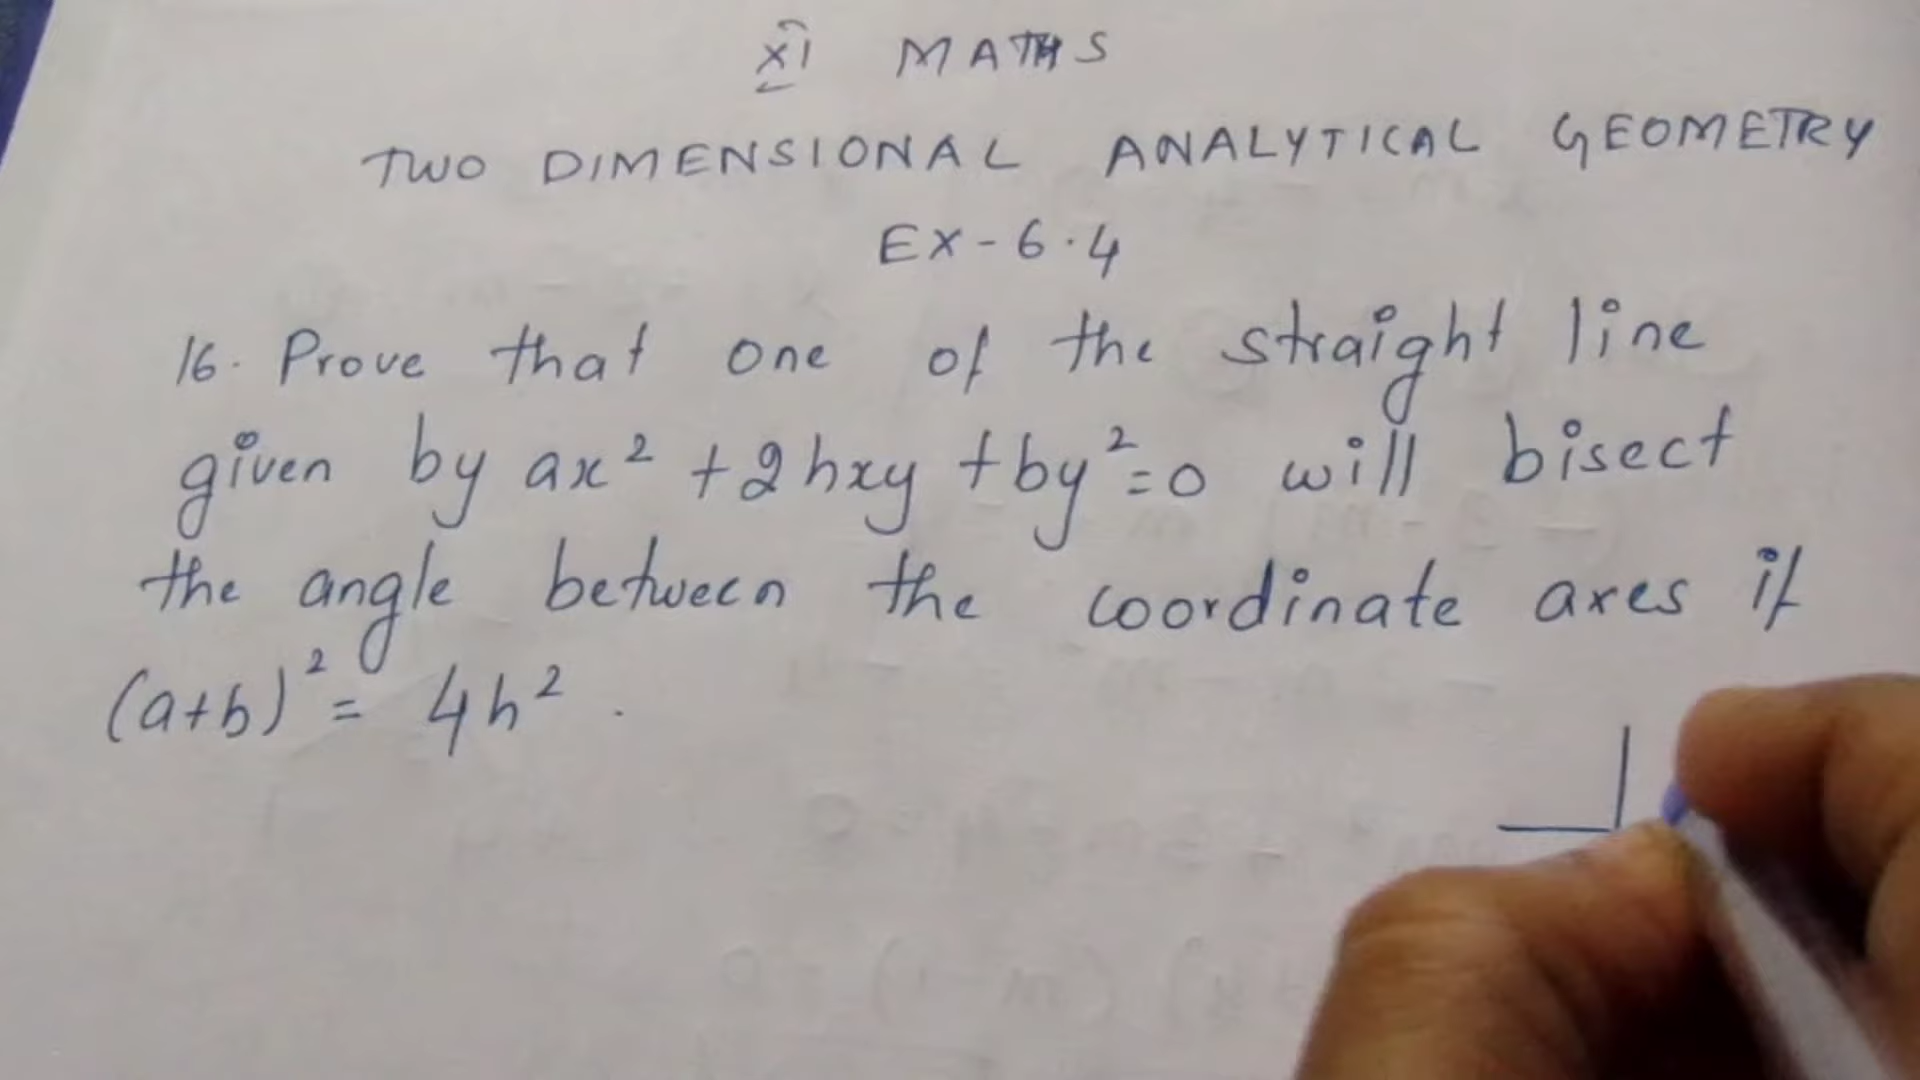 XI MATHS
TWO DIMENSIONAL ANALYTICAL GEOMETRY
EX-6.4
16. Prove that one of the straight line
given by ax² + 2hxy + by² = 0 will bisect
the angle between the coordinate axes if
(a+b)² = 4h².